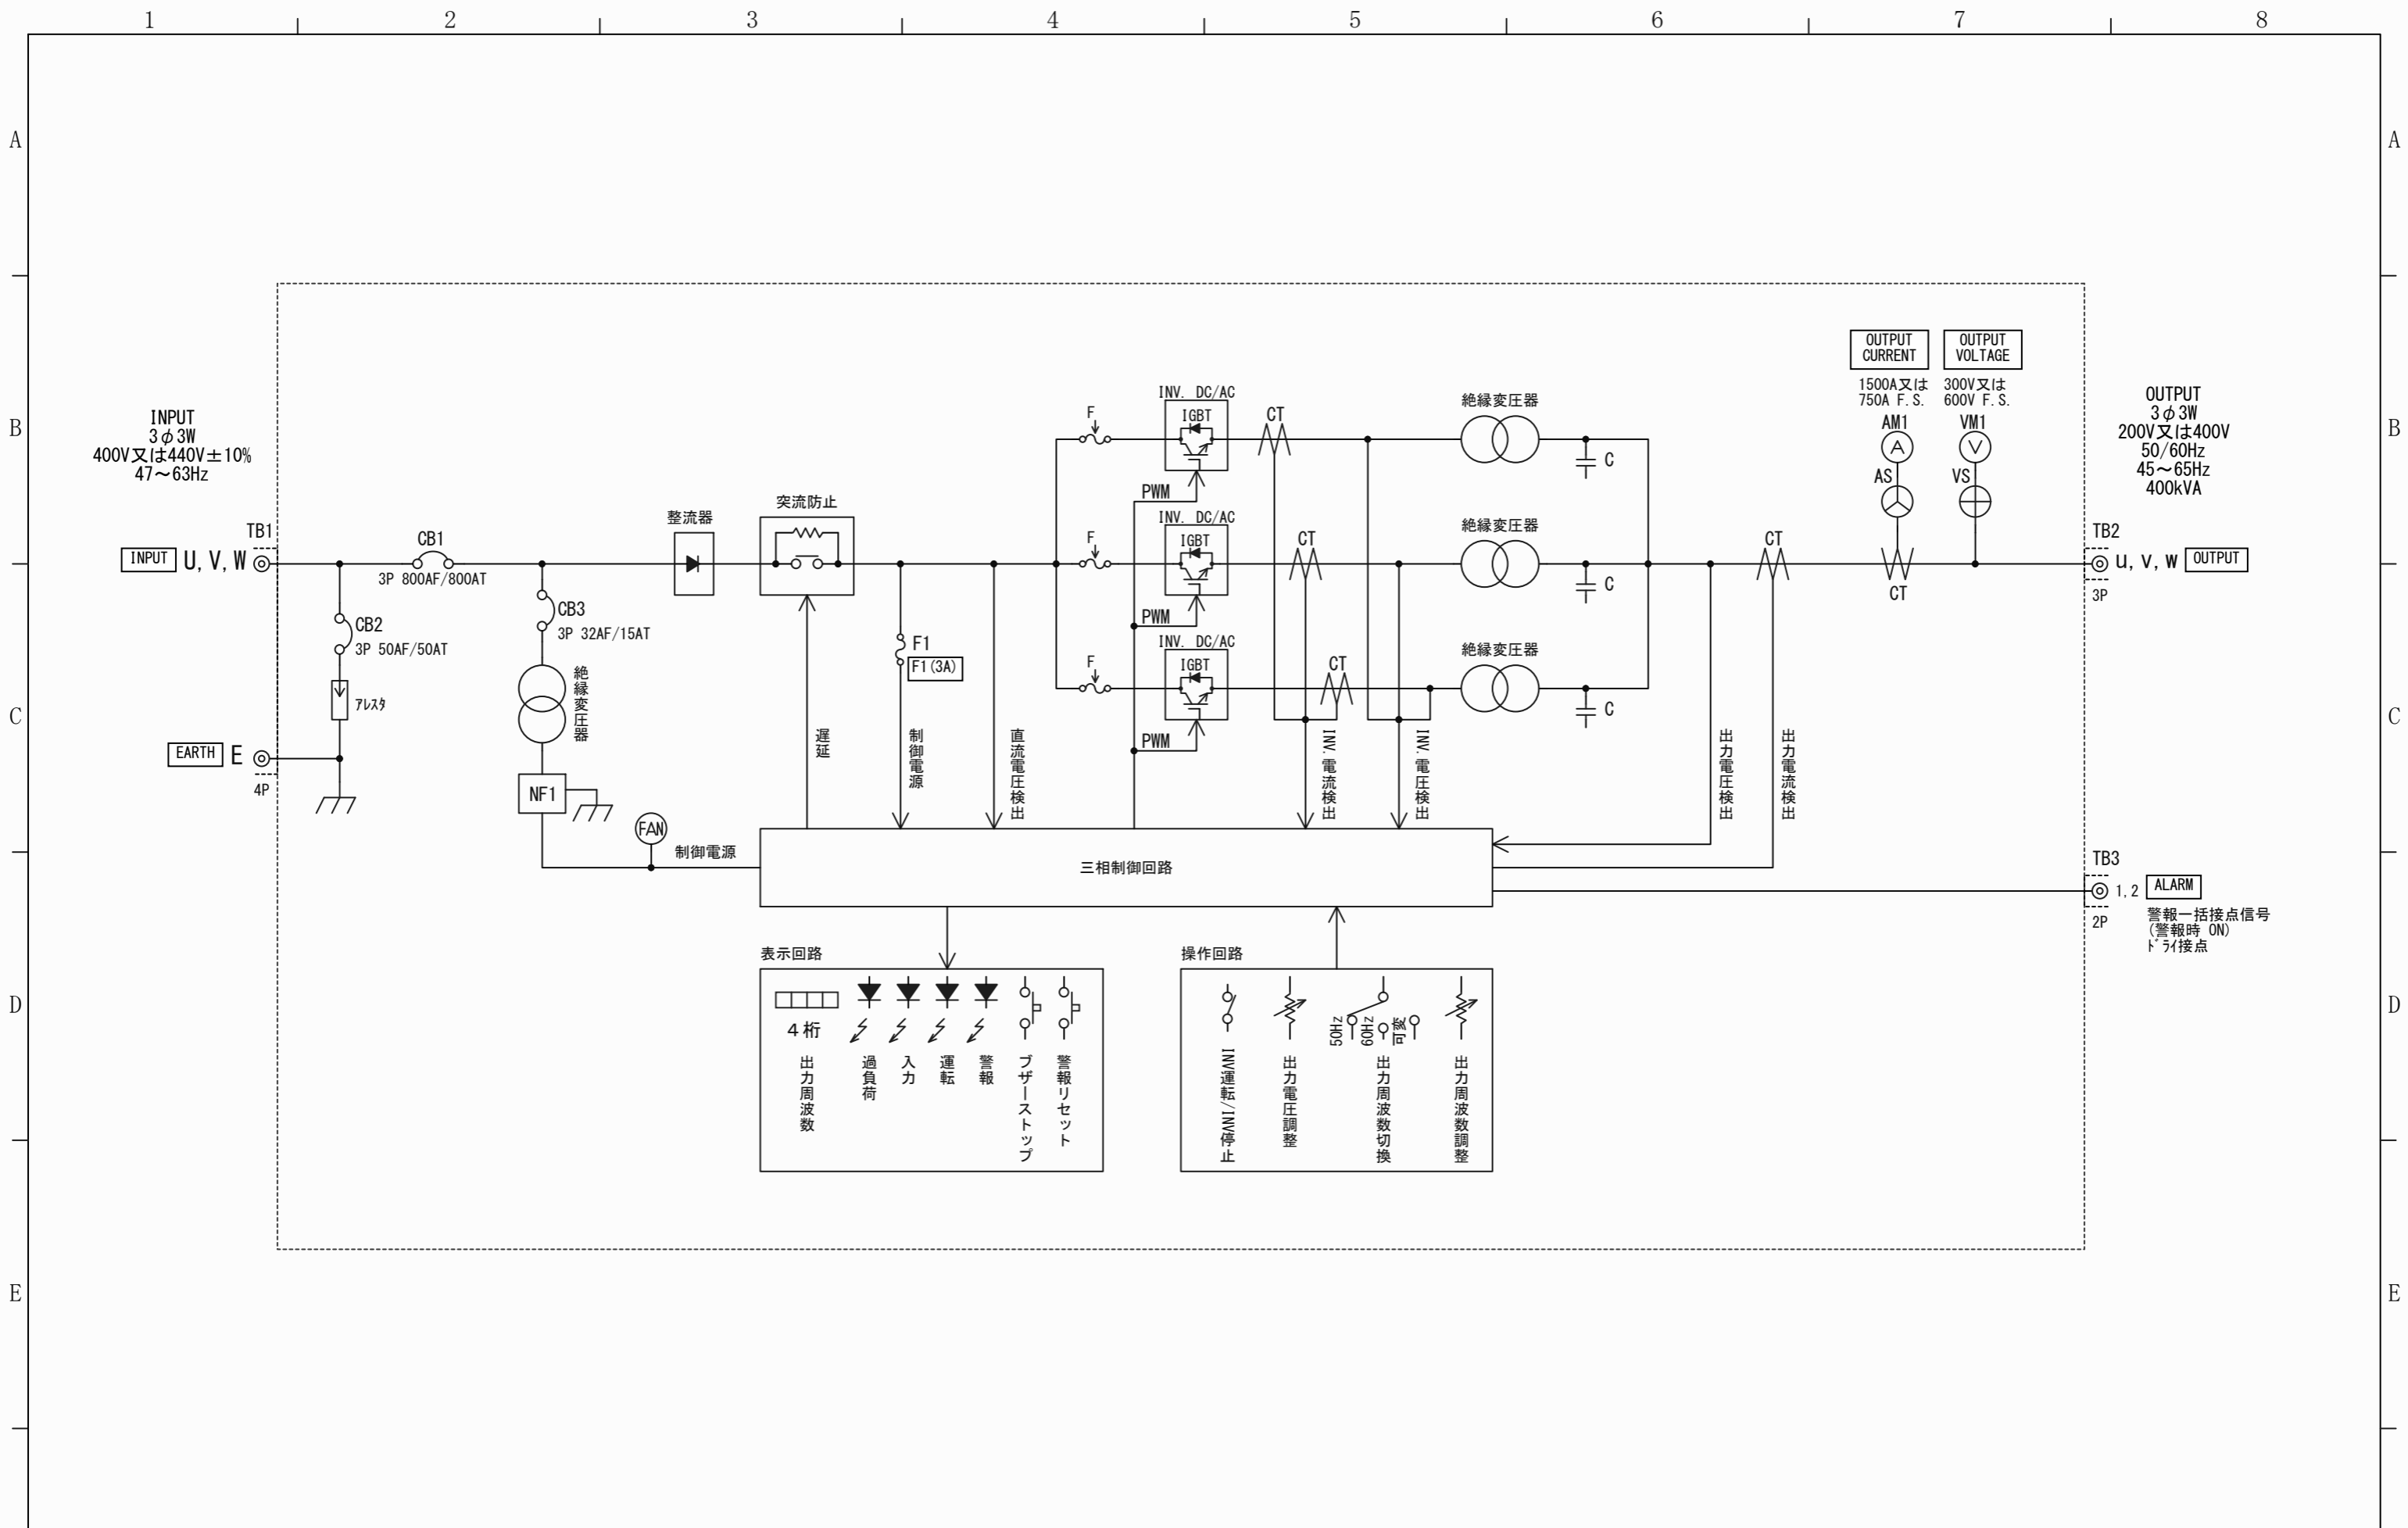 1 2 3 4 5 6 7 8
A A
B B
C C
D D
E E
INPUT
3φ3W
400V又は440V±10%
47～63Hz
TB1
INPUT U, V, W
EARTH E
4P
CB1
3P 800AF/800AT
CB2
3P 50AF/50AT
ｱﾚｽﾀ
CB3
3P 32AF/15AT
絶縁変圧器
NF1
FAN
制御電源
整流器
突流防止
遅延
F1
F1(3A)
制御電源
直流電圧検出
F
INV. DC/AC
IGBT
PWM
CT
絶縁変圧器
C
F
INV. DC/AC
IGBT
PWM
CT
絶縁変圧器
C
F
INV. DC/AC
IGBT
PWM
CT
絶縁変圧器
C
INV.電流検出
INV.電圧検出
出力電圧検出
出力電流検出
CT
OUTPUT
CURRENT
1500A又は
750A F.S.
AM1
A
AS
CT
OUTPUT
VOLTAGE
300V又は
600V F.S.
VM1
V
VS
OUTPUT
3φ3W
200V又は400V
50/60Hz
45～65Hz
400kVA
TB2
u, v, w OUTPUT
3P
三相制御回路
TB3
1,2 ALARM
2P
警報一括接点信号
(警報時 ON)
ﾄﾞﾗｲ接点
表示回路
4桁
出力周波数
過負荷
入力
運転
警報
ブザーストップ
警報リセット
操作回路
INV運転/INV停止
出力電圧調整
50Hz
60Hz
可変
出力周波数切換
出力周波数調整